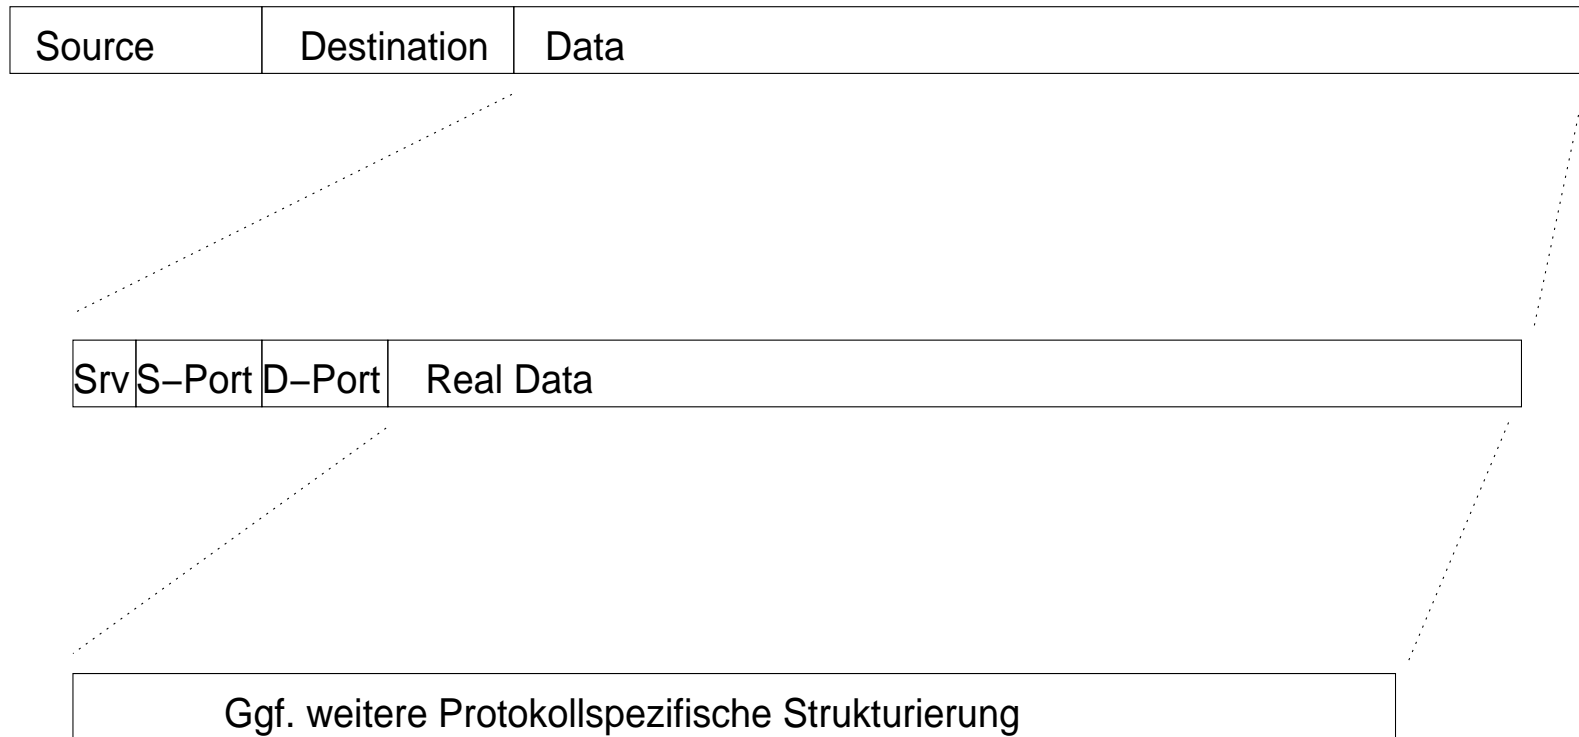 Source Destination Data
Srv S–Port D–Port Real Data
Ggf. weitere Protokollspezifische Strukturierung